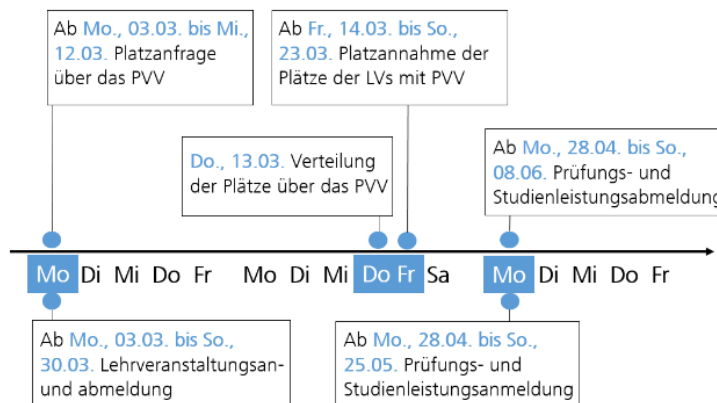 Ab Mo., 03.03. bis Mi.,
12.03. Platzanfrage
über das PVV
Ab Fr., 14.03. bis So.,
23.03. Platzannahme der
Plätze der LVs mit PVV
Do., 13.03. Verteilung
der Plätze über das PVV
Ab Mo., 28.04. bis So.,
08.06. Prüfungs- und
Studienleistungsabmeldung
Mo Di Mi Do Fr Mo Di Mi Do Fr Sa Mo Di Mi Do Fr
Ab Mo., 03.03. bis So.,
30.03. Lehrveranstaltungsan-
und abmeldung
Ab Mo., 28.04. bis So.,
25.05. Prüfungs- und
Studienleistungsanmeldung